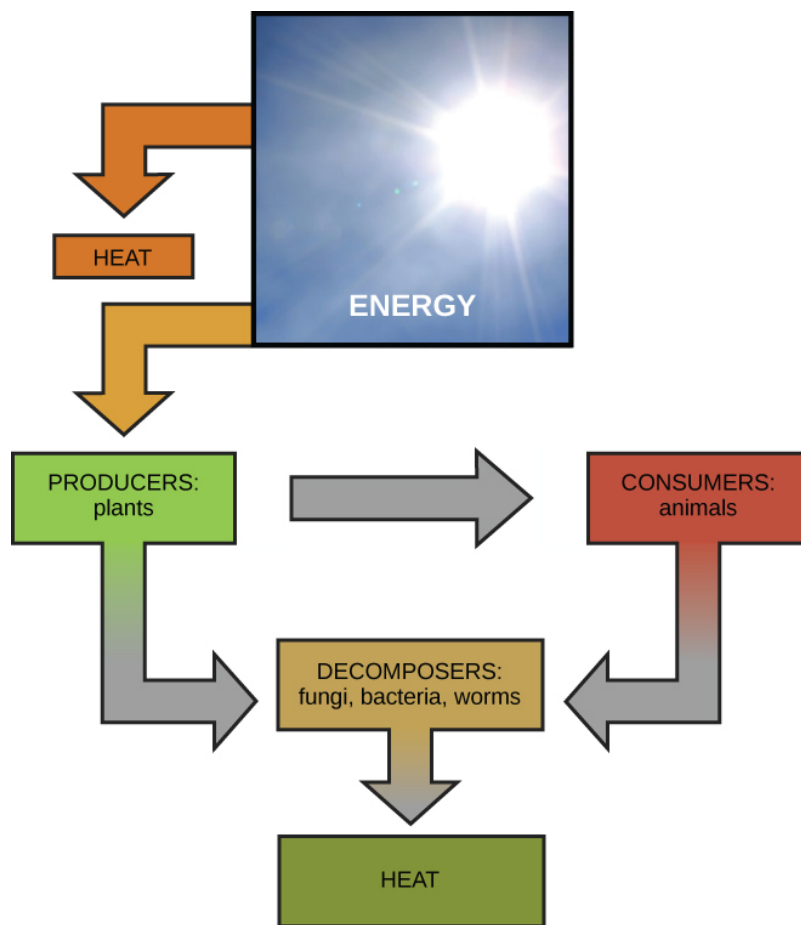 HEAT
ENERGY
PRODUCERS:
plants
CONSUMERS:
animals
DECOMPOSERS:
fungi, bacteria, worms
HEAT